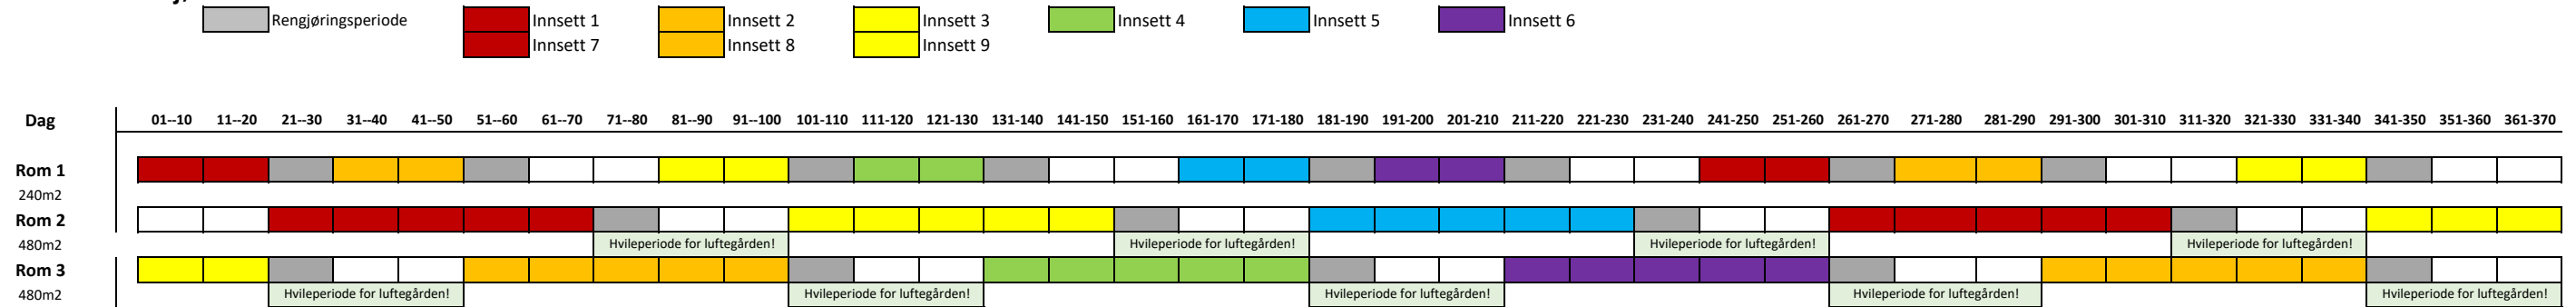 Rengjøringsperiode Innsett 1 Innsett 2 Innsett 3 Innsett 4 Innsett 5 Innsett 6
Innsett 7 Innsett 8 Innsett 9
Dag 01--10 11--20 21--30 31--40 41--50 51--60 61--70 71--80 81--90 91--100 101-110 111-120 121-130 131-140 141-150 151-160 161-170 171-180 181-190 191-200 201-210 211-220 221-230 231-240 241-250 251-260 261-270 271-280 281-290 291-300 301-310 311-320 321-330 331-340 341-350 351-360 361-370
Rom 1
240m2
Rom 2
480m2 Hvileperiode for luftegården! Hvileperiode for luftegården! Hvileperiode for luftegården! Hvileperiode for luftegården!
Rom 3
480m2 Hvileperiode for luftegården! Hvileperiode for luftegården! Hvileperiode for luftegården! Hvileperiode for luftegården! Hvileperiode for luftegården!